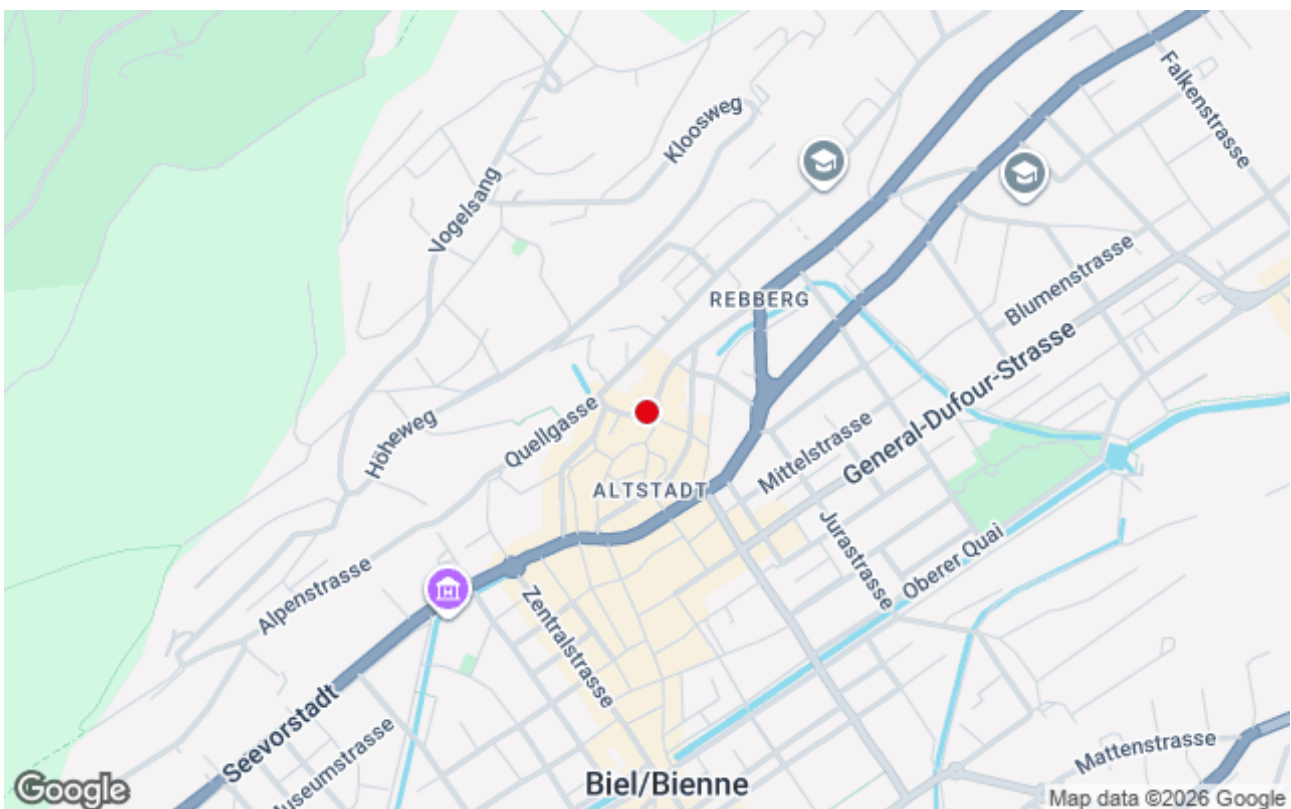 Falkenstrasse
Kloosweg
Vogelsang
Blumenstrasse
REBBERG
General-Dufour-Strasse
Höheweg
Quellgasse
Mittelstrasse
ALTSTADT
Jurastrasse
Oberer Quai
Alpenstrasse
Zentralstrasse
Seevorstadt
Museumstrasse
Mattenstrasse
Biel/Bienne
Google
Map data ©2026 Google